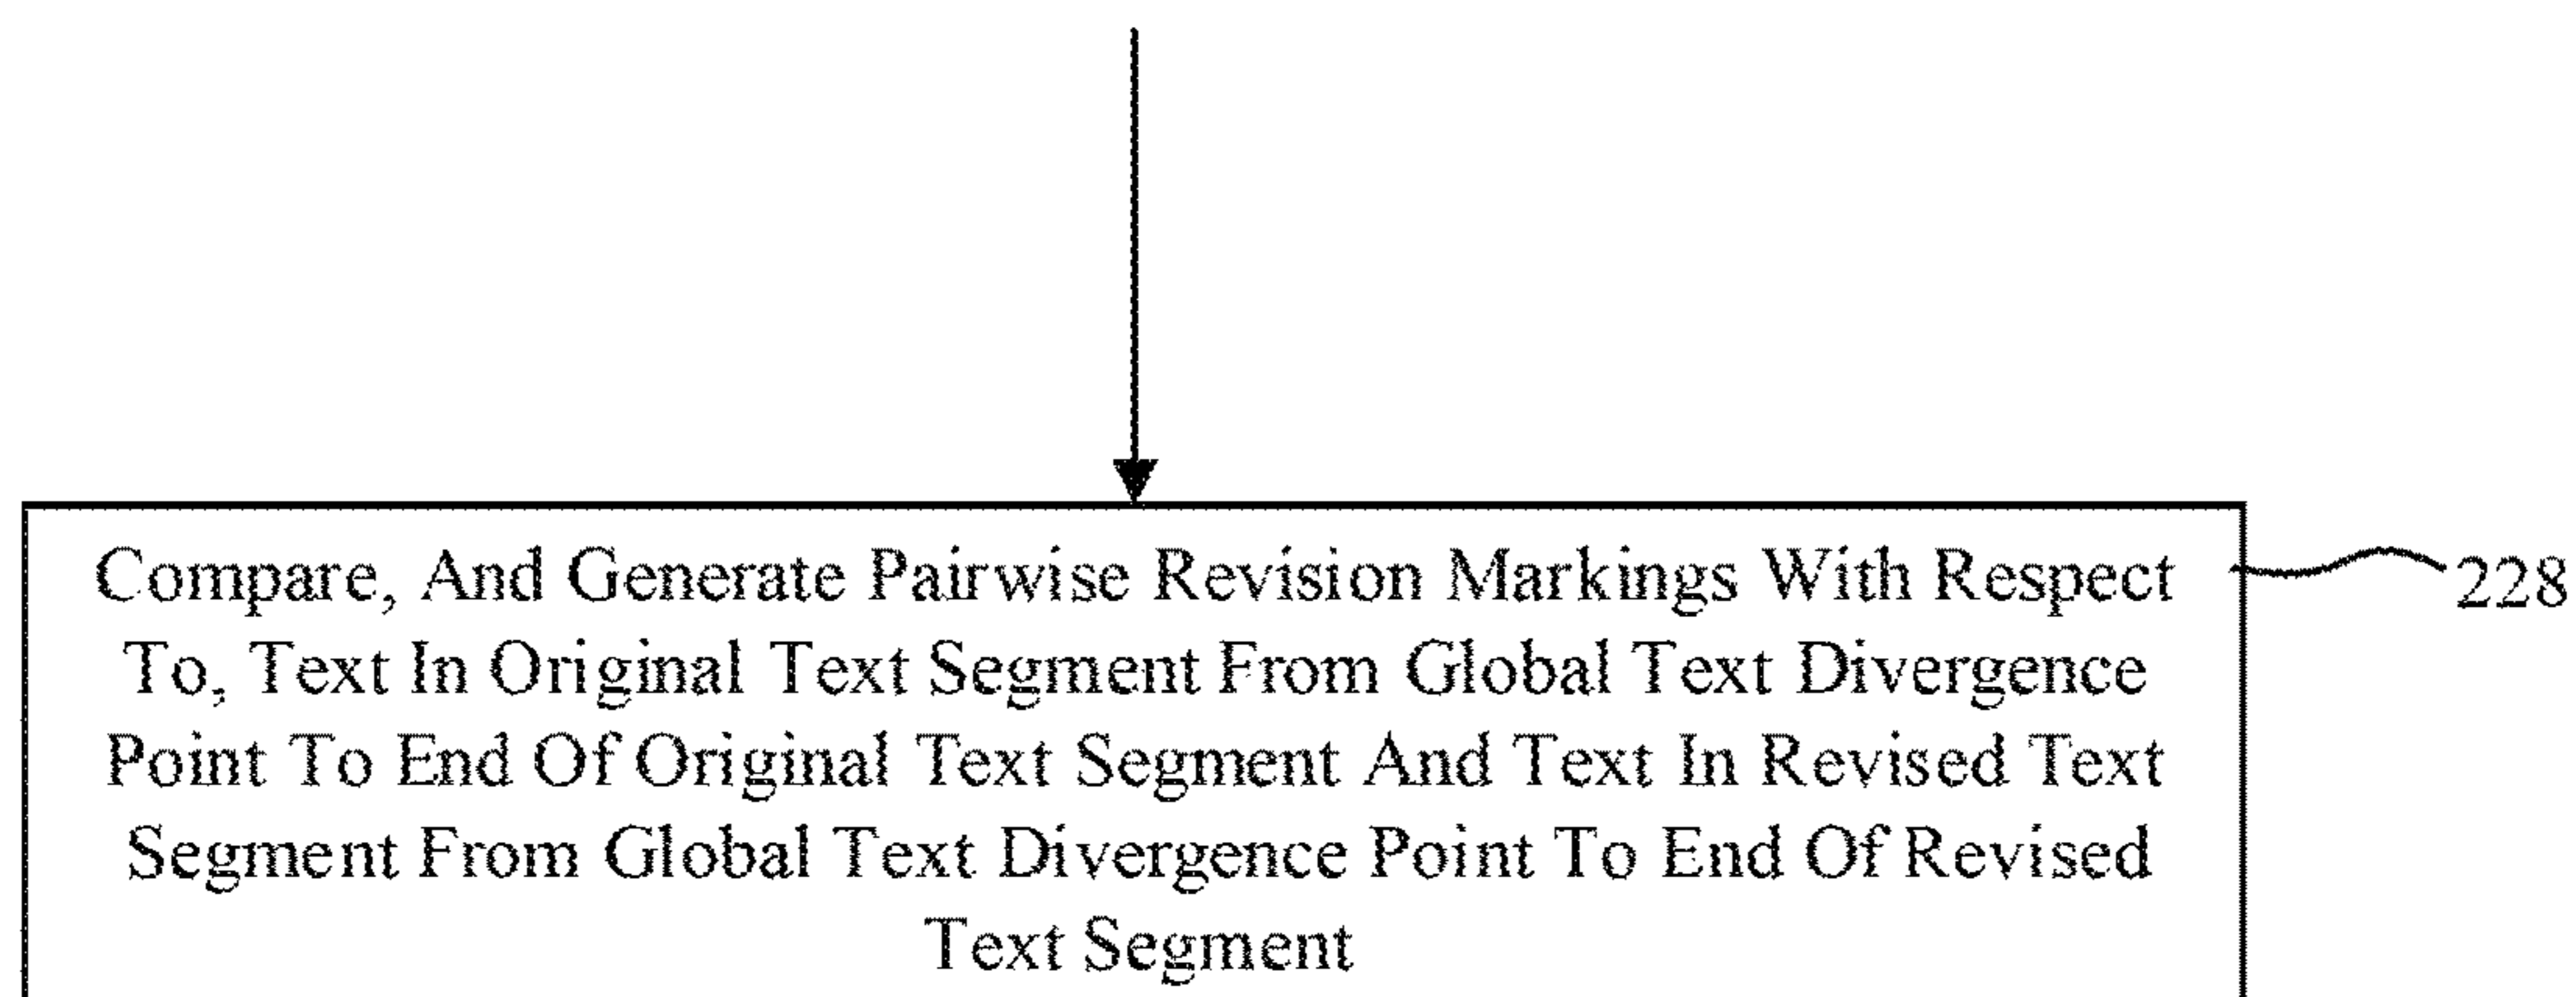 Compare, And Generate Pairwise Revision Markings With Respect
228
To, Text In Original Text Segment From Global Text Divergence
Point To End Of Original Text Segment And Text In Revised Text
Segment From Global Text Divergence Point To End Of Revised
Text Segment